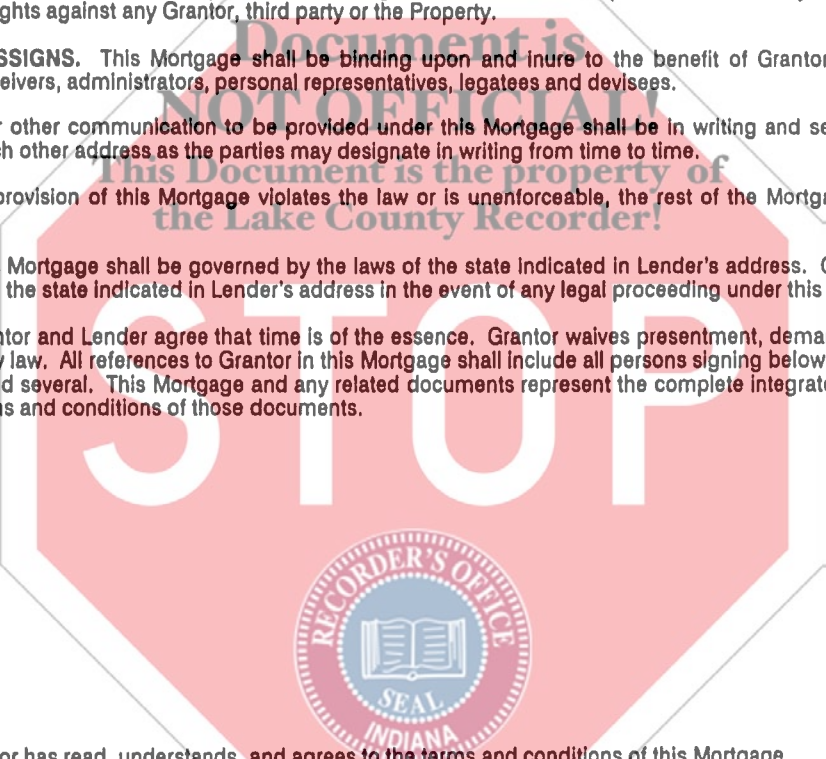 ghts against any Grantor, third party or the Property.
Document is
SSIGNS. This Mortgage shall be binding upon and inure to the benefit of Grantor
eivers, administrators, personal representatives, legatees and devisees.
NOT OFFICIAL!
r other communication to be provided under this Mortgage shall be in writing and se
ch other address as the parties may designate in writing from time to time.
This Document is the property of
provision of this Mortgage violates the law or is unenforceable, the rest of the Mortga
the Lake County Recorder!
Mortgage shall be governed by the laws of the state indicated in Lender's address.
the state indicated in Lender's address in the event of any legal proceeding under this
ntor and Lender agree that time is of the essence. Grantor waives presentment, dema
y law. All references to Grantor in this Mortgage shall include all persons signing below
d several. This Mortgage and any related documents represent the complete integrate
ns and conditions of those documents.
STOP
RECORDER'S OFFICE
SEAL
INDIANA
or has read, understands, and agrees to the terms and conditions of this Mortgage.